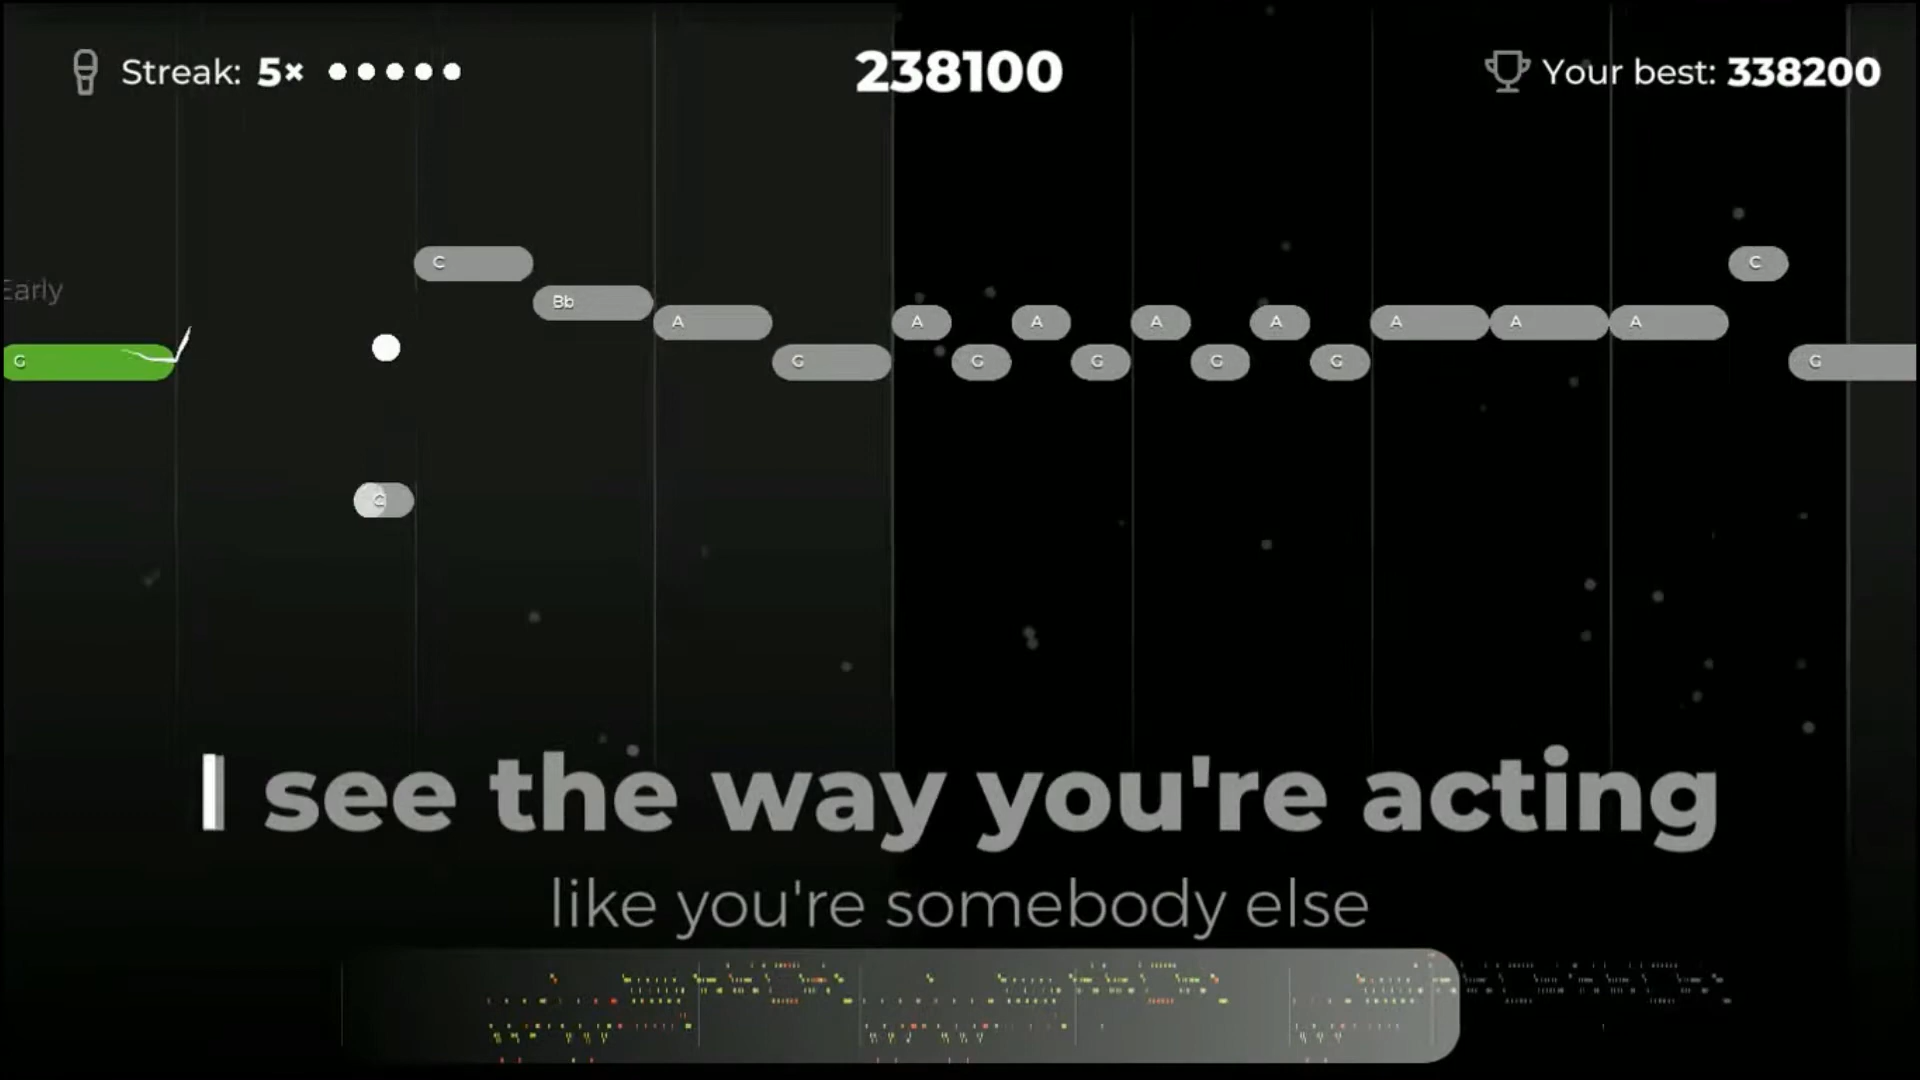 Streak: 5× 238100 Your best: 338200
C C
Bb
A A A A A A A A
Early
G G G G G G G
C
I see the way you're acting
like you're somebody else